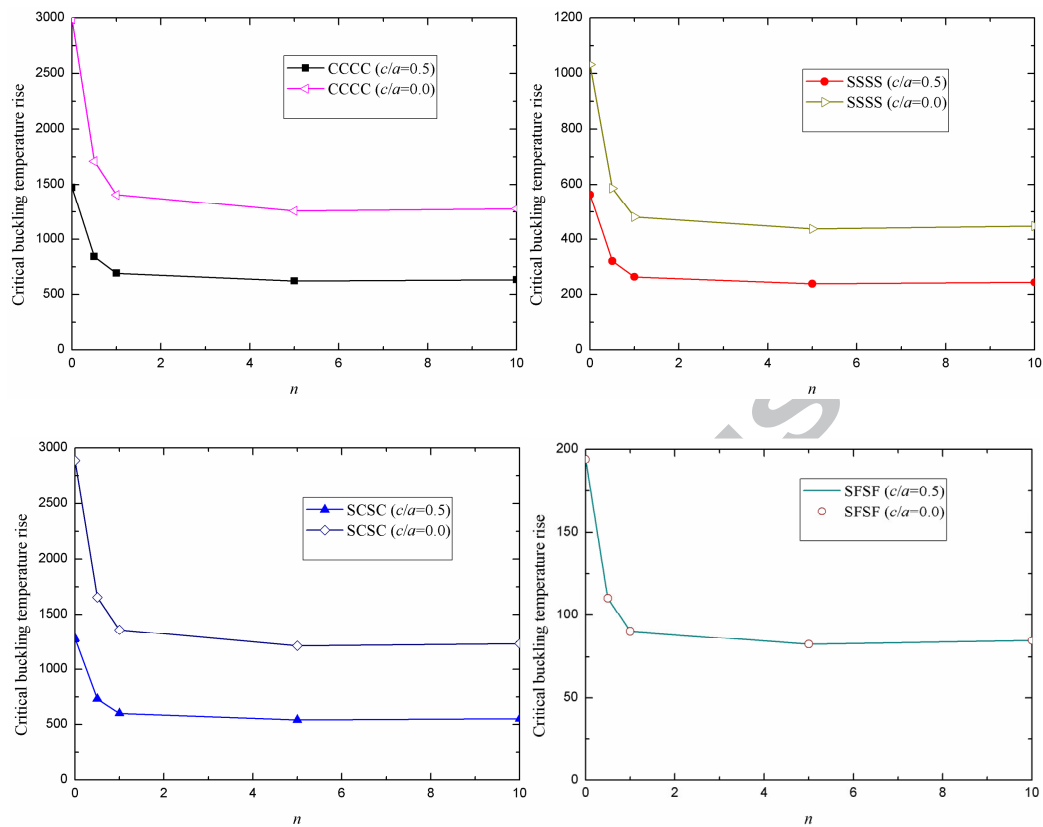 3000
2500
2000
1500
1000
500
0
Critical buckling temperature rise
CCCC (c/a=0.5)
CCCC (c/a=0.0)
0 2 4 6 8 10
n
1200
1000
800
600
400
200
0
Critical buckling temperature rise
SSSS (c/a=0.5)
SSSS (c/a=0.0)
0 2 4 6 8 10
n
3000
2500
2000
1500
1000
500
0
Critical buckling temperature rise
SCSC (c/a=0.5)
SCSC (c/a=0.0)
0 2 4 6 8 10
n
200
150
100
50
0
Critical buckling temperature rise
SFSF (c/a=0.5)
SFSF (c/a=0.0)
0 2 4 6 8 10
n